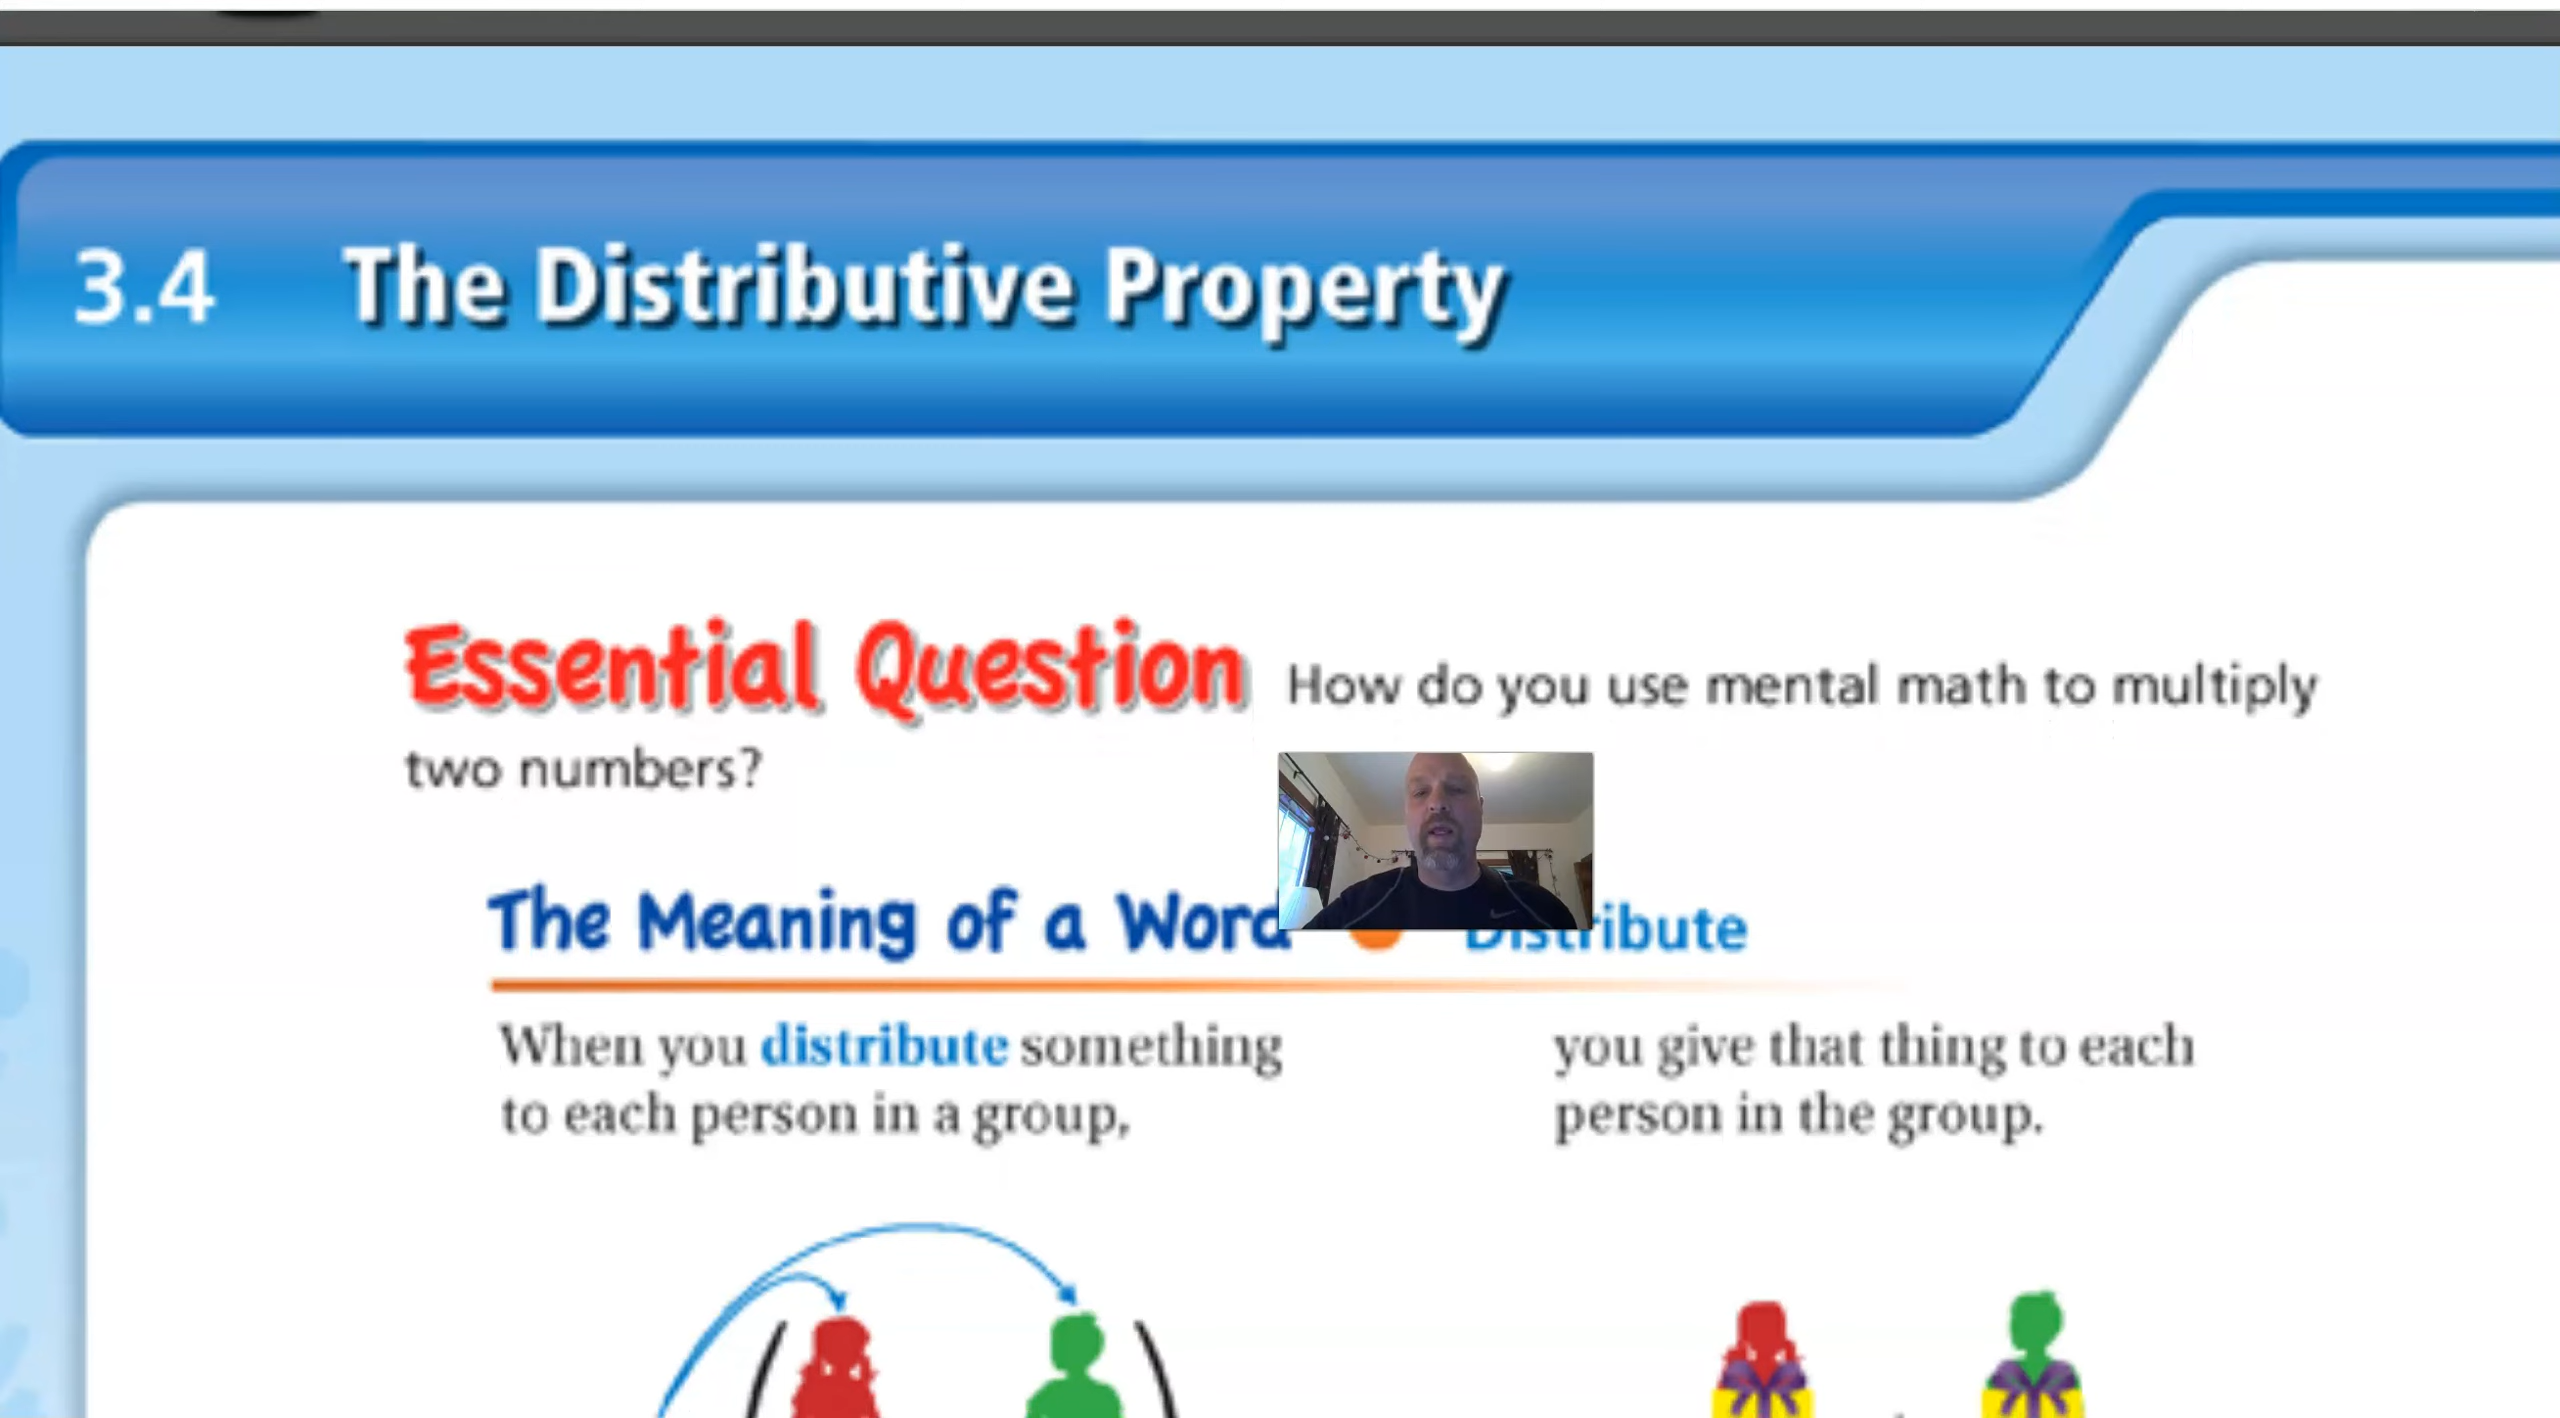 3.4 The Distributive Property
Essential Question How do you use mental math to multiply
two numbers?
The Meaning of a Word • Distribute
When you distribute something
to each person in a group,
you give that thing to each
person in the group.